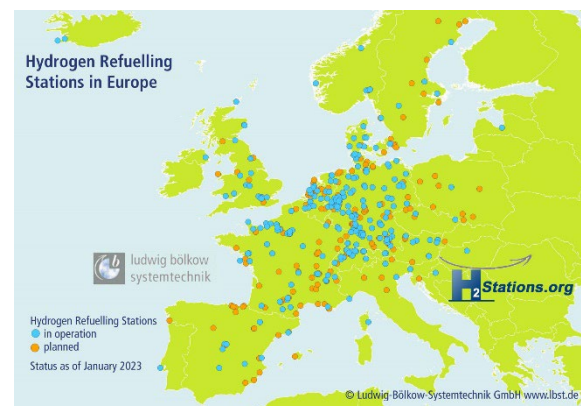 Hydrogen Refuelling
Stations in Europe
ludwig bölkow
systemtechnik
H2Stations.org
Hydrogen Refuelling Stations
in operation
planned
Status as of January 2023
© Ludwig-Bölkow-Systemtechnik GmbH www.lbst.de